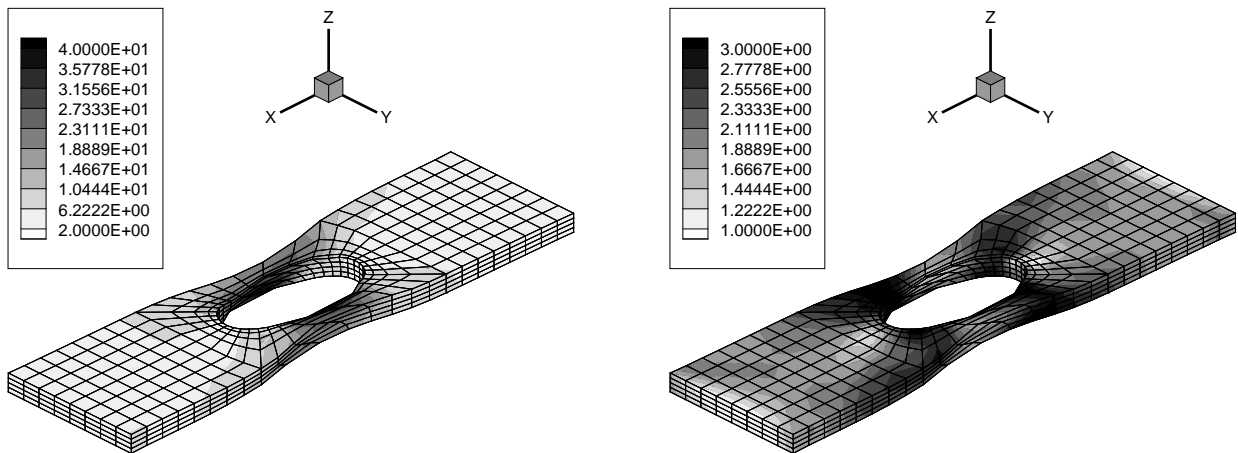 4.0000E+01
3.5778E+01
3.1556E+01
2.7333E+01
2.3111E+01
1.8889E+01
1.4667E+01
1.0444E+01
6.2222E+00
2.0000E+00
Z
X
Y
3.0000E+00
2.7778E+00
2.5556E+00
2.3333E+00
2.1111E+00
1.8889E+00
1.6667E+00
1.4444E+00
1.2222E+00
1.0000E+00
Z
X
Y